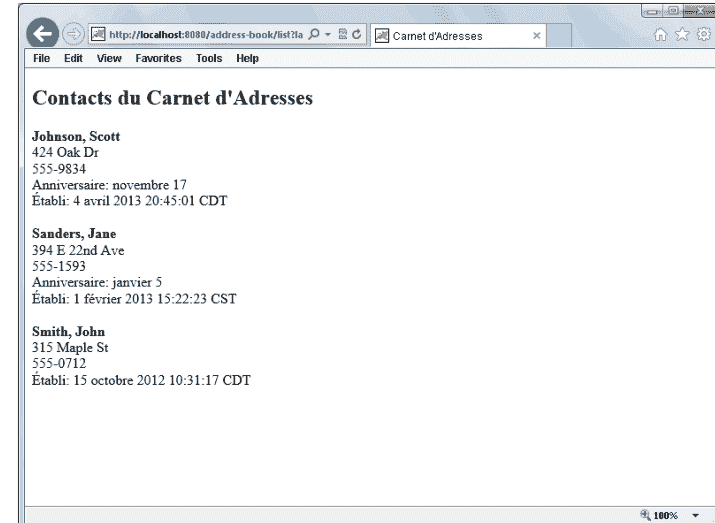 http://localhost:8080/address-book/list?la
Carnet d'Adresses
File Edit View Favorites Tools Help
Contacts du Carnet d'Adresses
Johnson, Scott
424 Oak Dr
555-9834
Anniversaire: novembre 17
Établi: 4 avril 2013 20:45:01 CDT
Sanders, Jane
394 E 22nd Ave
555-1593
Anniversaire: janvier 5
Établi: 1 février 2013 15:22:23 CST
Smith, John
315 Maple St
555-0712
Établi: 15 octobre 2012 10:31:17 CDT
100%